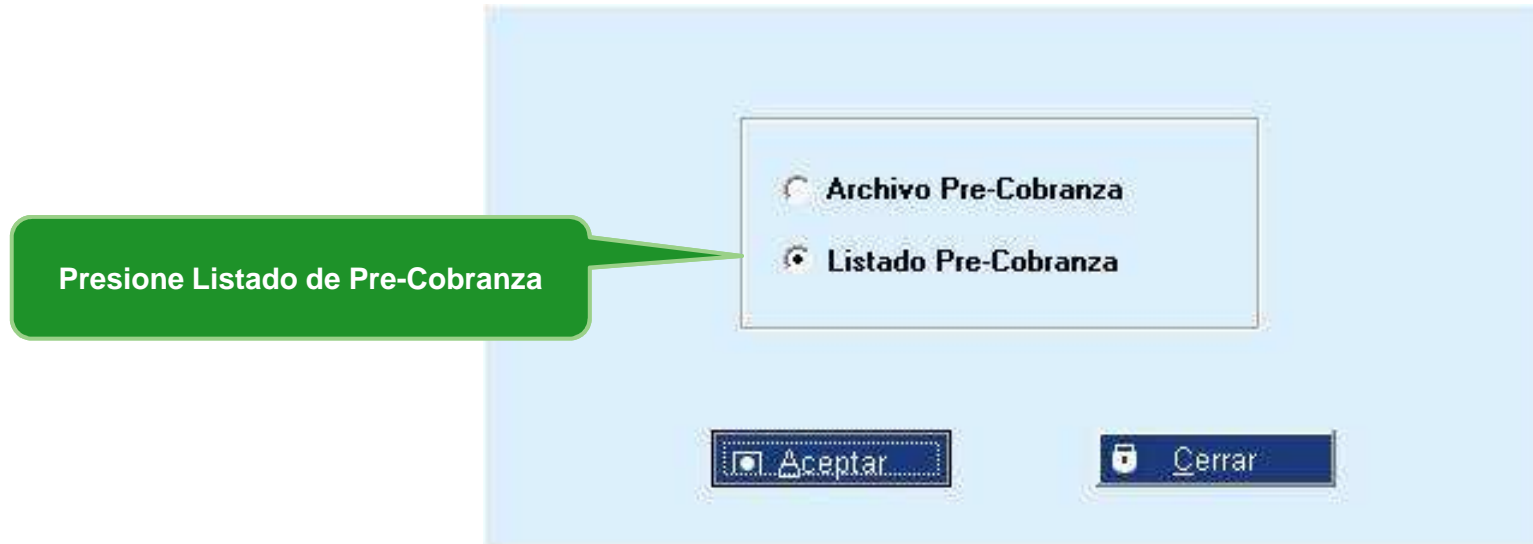 Archivo Pre-Cobranza
Listado Pre-Cobranza
Presione Listado de Pre-Cobranza
Aceptar
Cerrar